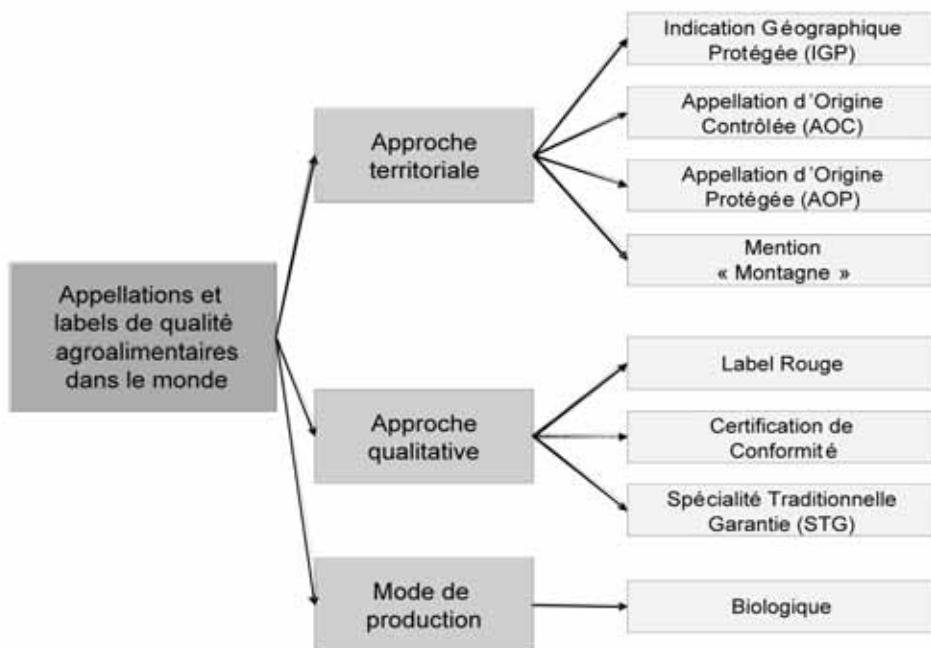 Appellations et
labels de qualité
agroalimentaires
dans le monde
Approche
territoriale
Indication Géographique
Protégée (IGP)
Appellation d'Origine
Contrôlée (AOC)
Appellation d'Origine
Protégée (AOP)
Mention
« Montagne »
Approche
qualitative
Label Rouge
Certification de
Conformité
Spécialité Traditionnelle
Garantie (STG)
Mode de
production
Biologique